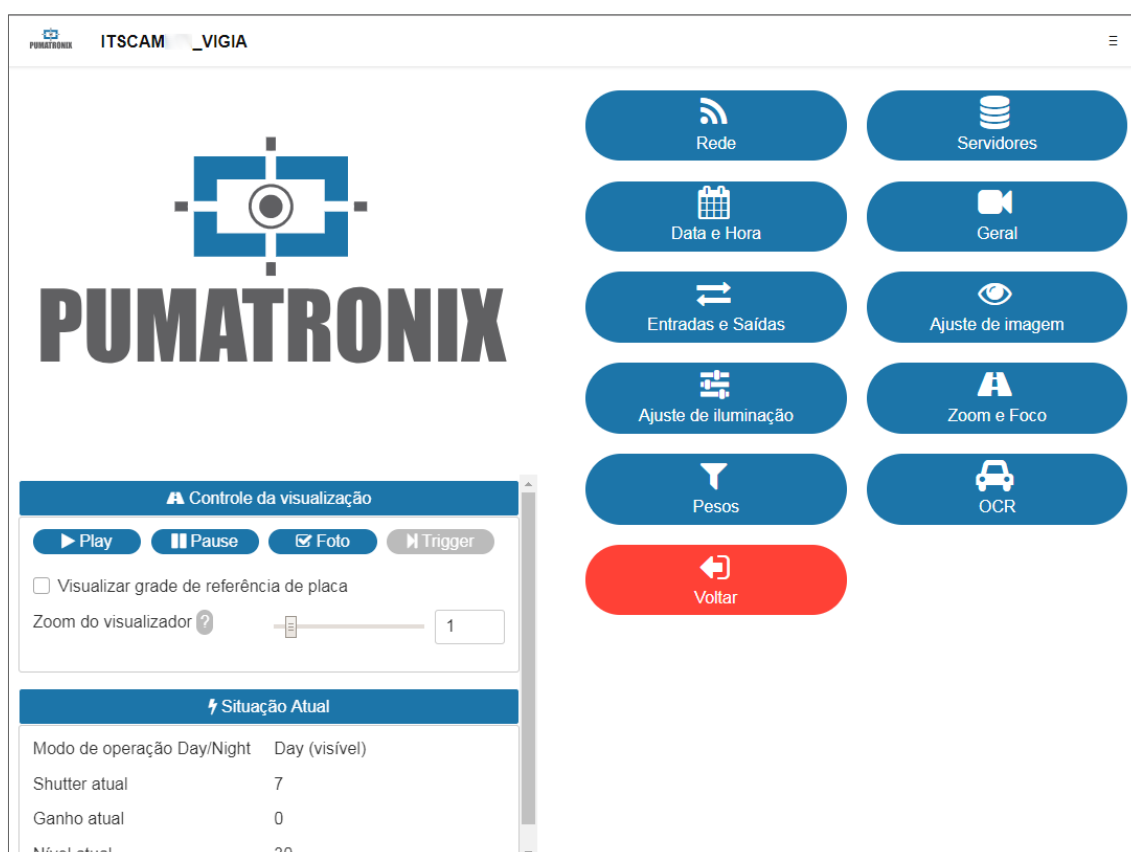 PUMATRONIX ITSCAM _VIGIA
PUMATRONIX
Rede
Servidores
Data e Hora
Geral
Entradas e Saídas
Ajuste de imagem
Ajuste de iluminação
Zoom e Foco
Pesos
OCR
Voltar
Controle da visualização
Play Pause Foto Trigger
Visualizar grade de referência de placa
Zoom do visualizador ? 1
Situação Atual
Modo de operação Day/Night Day (visível)
Shutter atual 7
Ganho atual 0
Nível atual